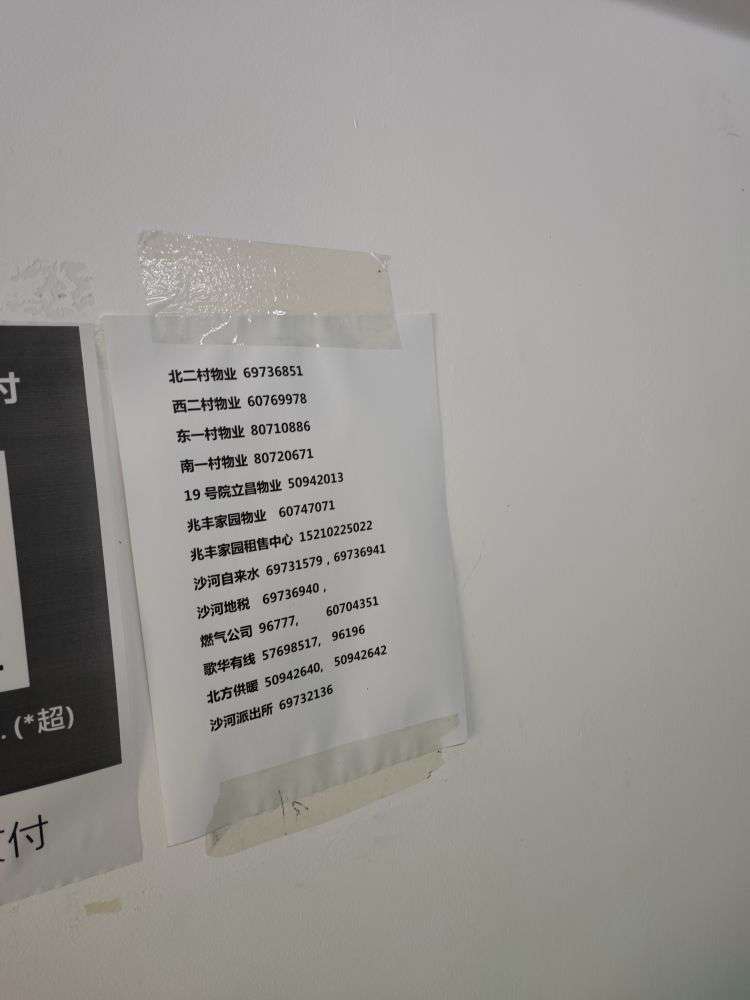 付
. (*超)
付
北二村物业 69736851
西二村物业 60769978
东一村物业 80710886
南一村物业 80720671
19 号院立昌物业 50942013
兆丰家园物业 60747071
兆丰家园租售中心 15210225022
沙河自来水 69731579 , 69736941
沙河地税 69736940 ,
燃气公司 96777, 60704351
歌华有线 57698517, 96196
北方供暖 50942640, 50942642
沙河派出所 69732136